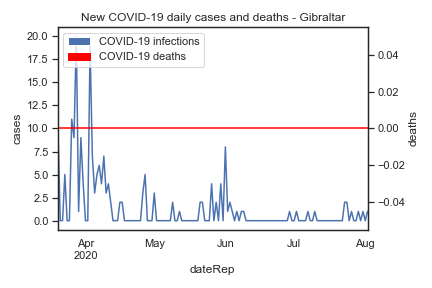 New COVID-19 daily cases and deaths - Gibraltar
COVID-19 infections
COVID-19 deaths
20.0
17.5
15.0
12.5
10.0
7.5
5.0
2.5
0.0
cases
0.04
0.02
0.00
−0.02
−0.04
deaths
Apr
2020
May
Jun
Jul
Aug
dateRep